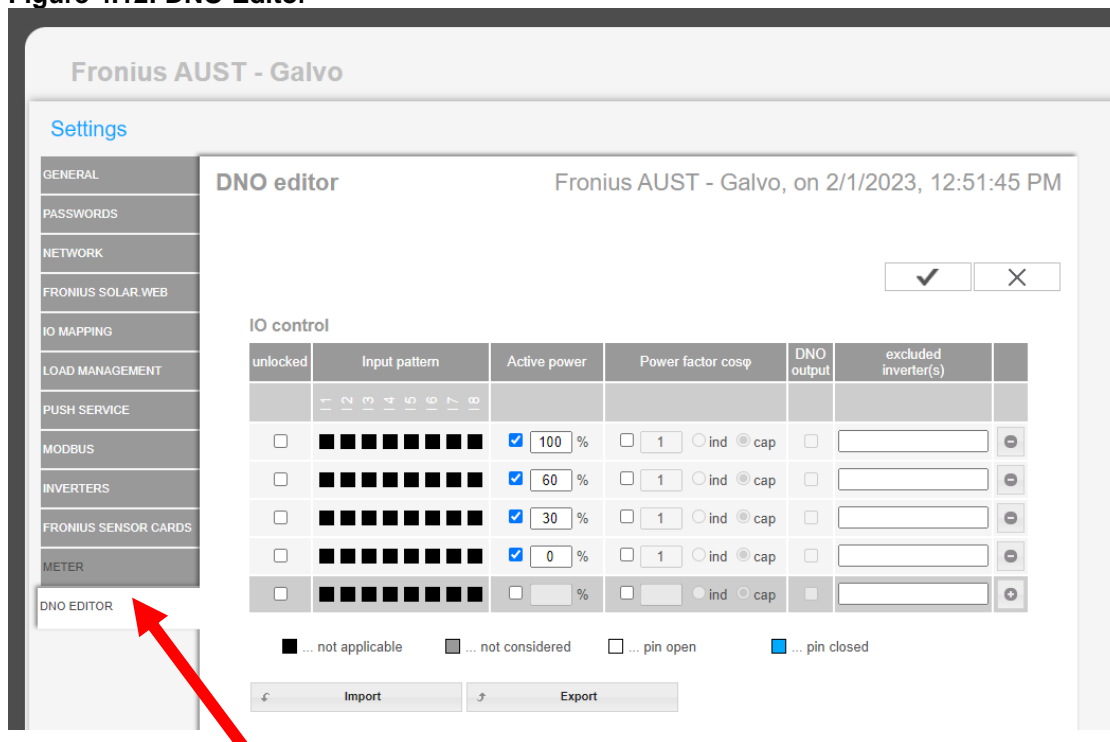 Figure 4.12: DNO Editor
Fronius AUST - Galvo
Settings
GENERAL
PASSWORDS
NETWORK
FRONIUS SOLAR.WEB
IO MAPPING
LOAD MANAGEMENT
PUSH SERVICE
MODBUS
INVERTERS
FRONIUS SENSOR CARDS
METER
DNO EDITOR
DNO editor Fronius AUST - Galvo, on 2/1/2023, 12:51:45 PM
IO control
unlocked Input pattern Active power Power factor cosφ DNO output excluded inverter(s)
I1 I2 I3 I4 I5 I6 I7 I8
100 % 1 ind cap
60 % 1 ind cap
30 % 1 ind cap
0 % 1 ind cap
% ind cap
... not applicable ... not considered ... pin open ... pin closed
Import Export